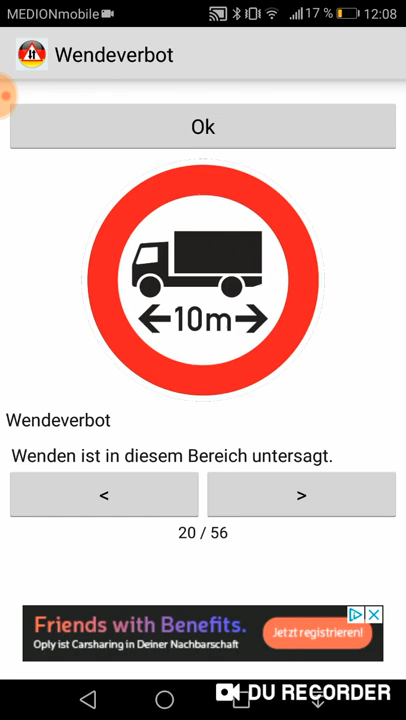 MEDIONmobile 17 % 12:08
Wendeverbot
Ok
10m
Wendeverbot
Wenden ist in diesem Bereich untersagt.
< >
20 / 56
Friends with Benefits.
Oply ist Carsharing in Deiner Nachbarschaft
Jetzt registrieren!
DU RECORDER